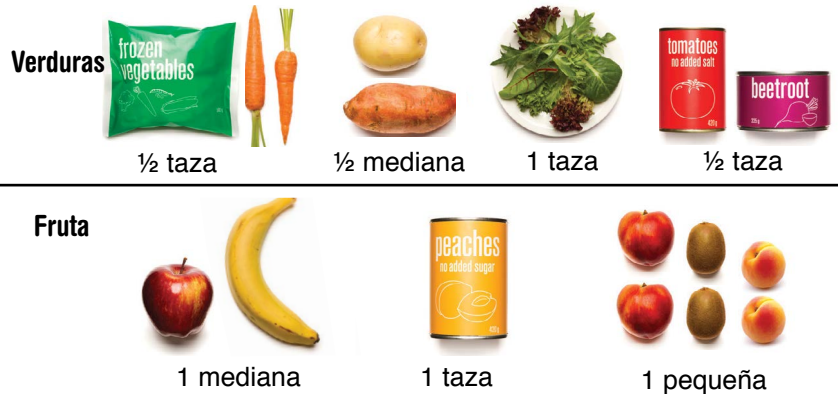 Verduras
frozen
vegetables
tomatoes
no added salt
420 g
beetroot
½ taza
½ mediana
1 taza
½ taza
Fruta
peaches
no added sugar
1 mediana
1 taza
1 pequeña